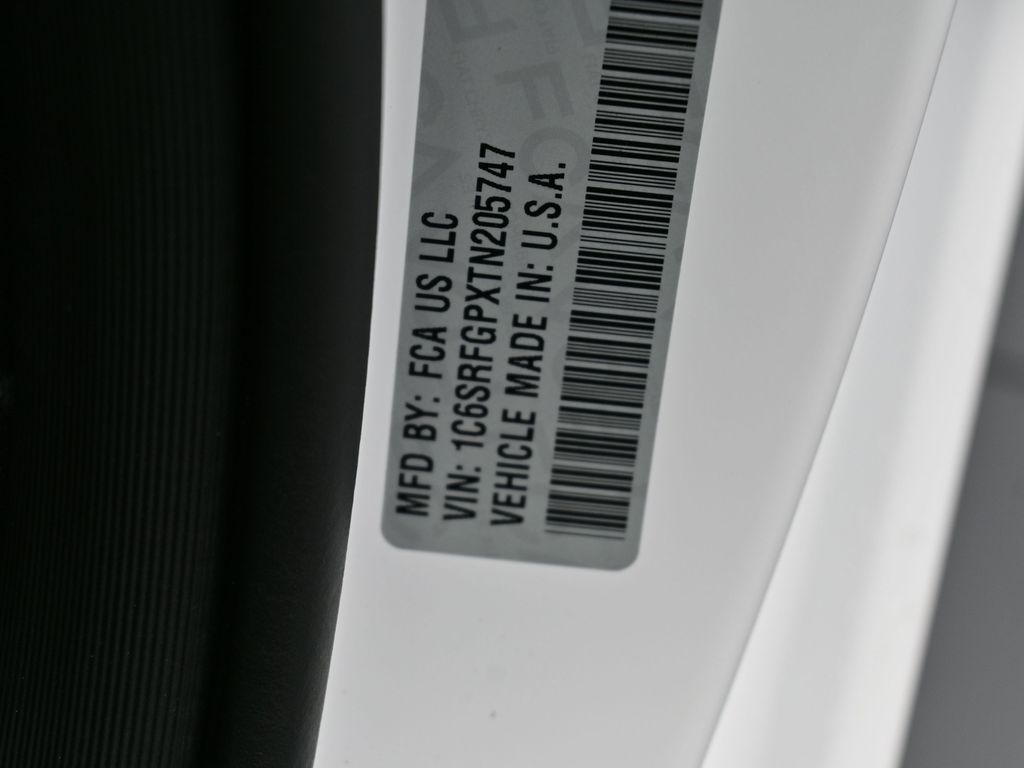 MFD BY: FCA US LLC
VIN: 1C6SRFGPXTN205747
VEHICLE MADE IN: U.S.A.